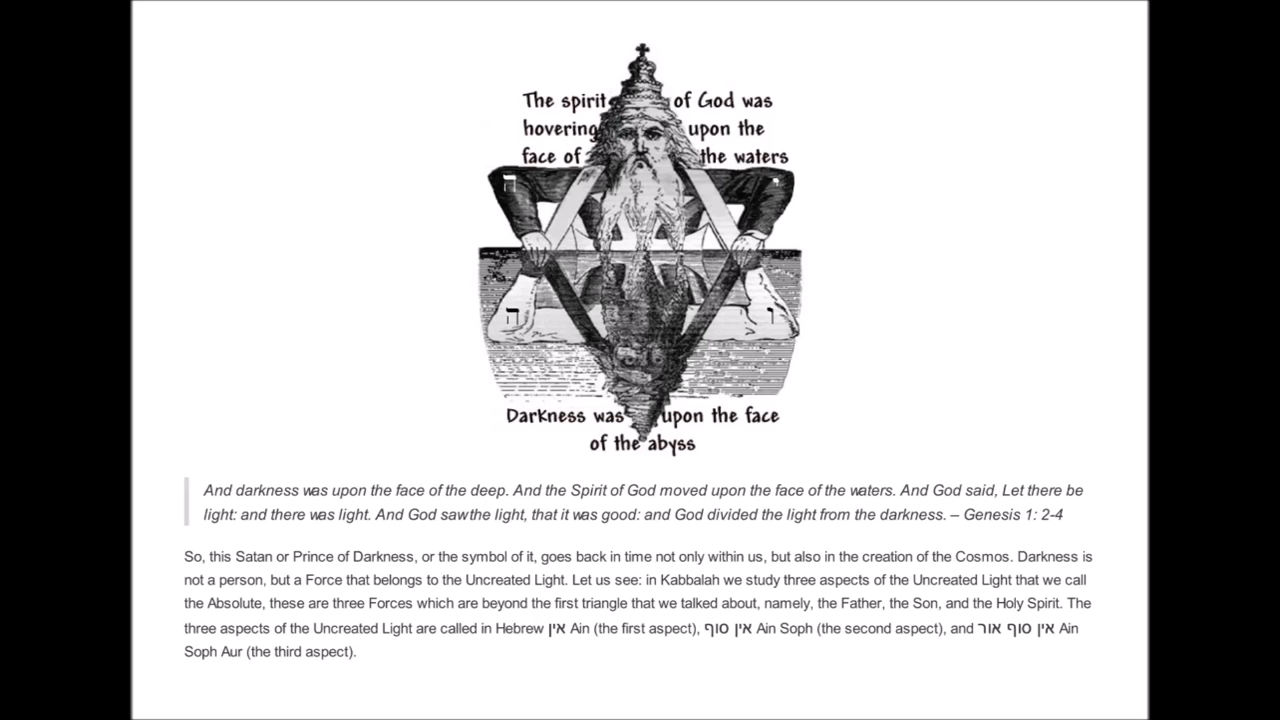 The spirit of God was
hovering upon the
face of the waters
ה י
ה ו
Darkness was upon the face
of the abyss
And darkness was upon the face of the deep. And the Spirit of God moved upon the face of the waters. And God said, Let there be
light: and there was light. And God saw the light, that it was good: and God divided the light from the darkness. – Genesis 1: 2-4
So, this Satan or Prince of Darkness, or the symbol of it, goes back in time not only within us, but also in the creation of the Cosmos. Darkness is
not a person, but a Force that belongs to the Uncreated Light. Let us see: in Kabbalah we study three aspects of the Uncreated Light that we call
the Absolute, these are three Forces which are beyond the first triangle that we talked about, namely, the Father, the Son, and the Holy Spirit. The
three aspects of the Uncreated Light are called in Hebrew אין Ain (the first aspect), אין סוף Ain Soph (the second aspect), and אין סוף אור Ain
Soph Aur (the third aspect).